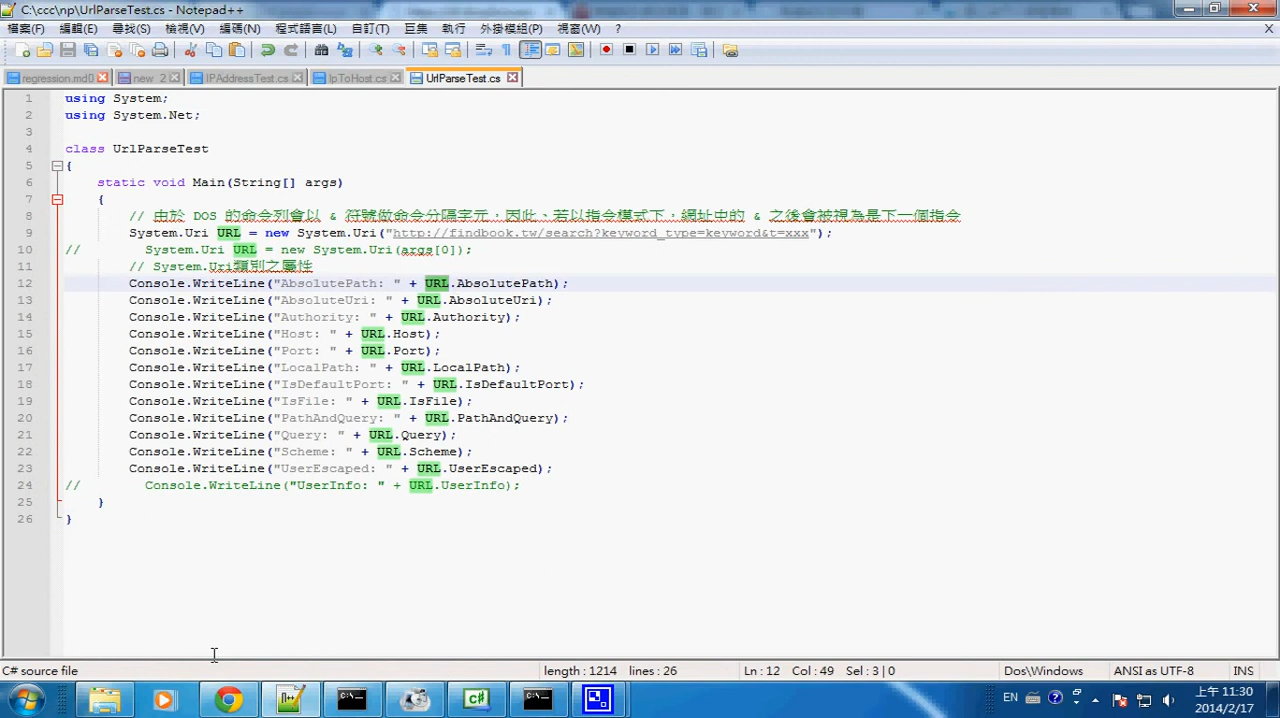 C:\ccc\np\UrlParseTest.cs - Notepad++
檔案(F) 編輯(E) 尋找(S) 檢視(V) 編碼(N) 程式語言(L) 自訂(T) 巨集 執行 外掛模組(P) 視窗(W) ? X
regression.md0 new 2 IPAddressTest.cs IpToHost.cs UrlParseTest.cs
1 using System;
2 using System.Net;
3
4 class UrlParseTest
5 {
6 static void Main(String[] args)
7 {
8 // 由於 DOS 的命令列會以 & 符號做命令分隔字元，因此、若以指令模式下，網址中的 & 之後會被視為是下一個指令
9 System.Uri URL = new System.Uri("http://findbook.tw/search?keyword_type=keyword&t=xxx");
10 // System.Uri URL = new System.Uri(args[0]);
11 // System.Uri類別之屬性
12 Console.WriteLine("AbsolutePath: " + URL.AbsolutePath);
13 Console.WriteLine("AbsoluteUri: " + URL.AbsoluteUri);
14 Console.WriteLine("Authority: " + URL.Authority);
15 Console.WriteLine("Host: " + URL.Host);
16 Console.WriteLine("Port: " + URL.Port);
17 Console.WriteLine("LocalPath: " + URL.LocalPath);
18 Console.WriteLine("IsDefaultPort: " + URL.IsDefaultPort);
19 Console.WriteLine("IsFile: " + URL.IsFile);
20 Console.WriteLine("PathAndQuery: " + URL.PathAndQuery);
21 Console.WriteLine("Query: " + URL.Query);
22 Console.WriteLine("Scheme: " + URL.Scheme);
23 Console.WriteLine("UserEscaped: " + URL.UserEscaped);
24 // Console.WriteLine("UserInfo: " + URL.UserInfo);
25 }
26 }
C# source file length : 1214 lines : 26 Ln : 12 Col : 49 Sel : 3 | 0 Dos\Windows ANSI as UTF-8 INS
EN 上午 11:30
2014/2/17